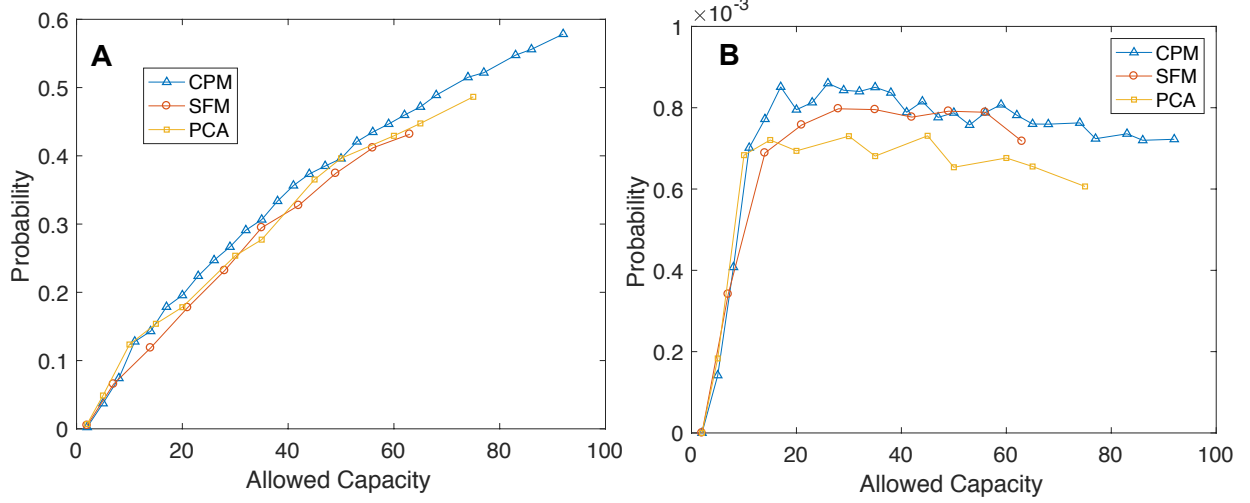 A
CPM
SFM
PCA
0.6
0.5
0.4
0.3
0.2
0.1
0
Probability
0 20 40 60 80 100
Allowed Capacity
×10⁻³
B
CPM
SFM
PCA
1
0.8
0.6
0.4
0.2
0
Probability
0 20 40 60 80 100
Allowed Capacity